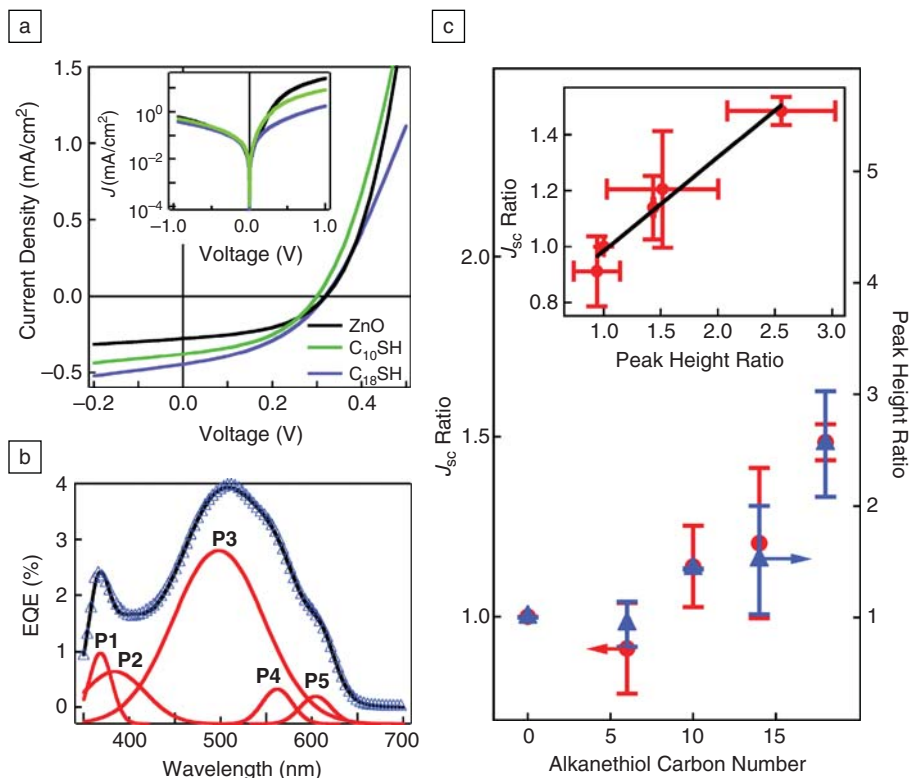 a
1.5
1.0
0.5
0.0
−0.5
Current Density (mA/cm²)
−0.2
0.0
0.2
0.4
Voltage (V)
10⁰
10⁻²
10⁻⁴
J (mA/cm²)
−1.0
0.0
1.0
Voltage (V)
ZnO
C₁₀SH
C₁₈SH
b
4
3
2
1
0
EQE (%)
P1
P2
P3
P4
P5
400
500
600
700
Wavelength (nm)
c
2.0
1.5
1.0
Jsc Ratio
1.4
1.2
1.0
0.8
Jsc Ratio
1.0
1.5
2.0
2.5
3.0
Peak Height Ratio
5
4
3
2
1
Peak Height Ratio
0
5
10
15
Alkanethiol Carbon Number